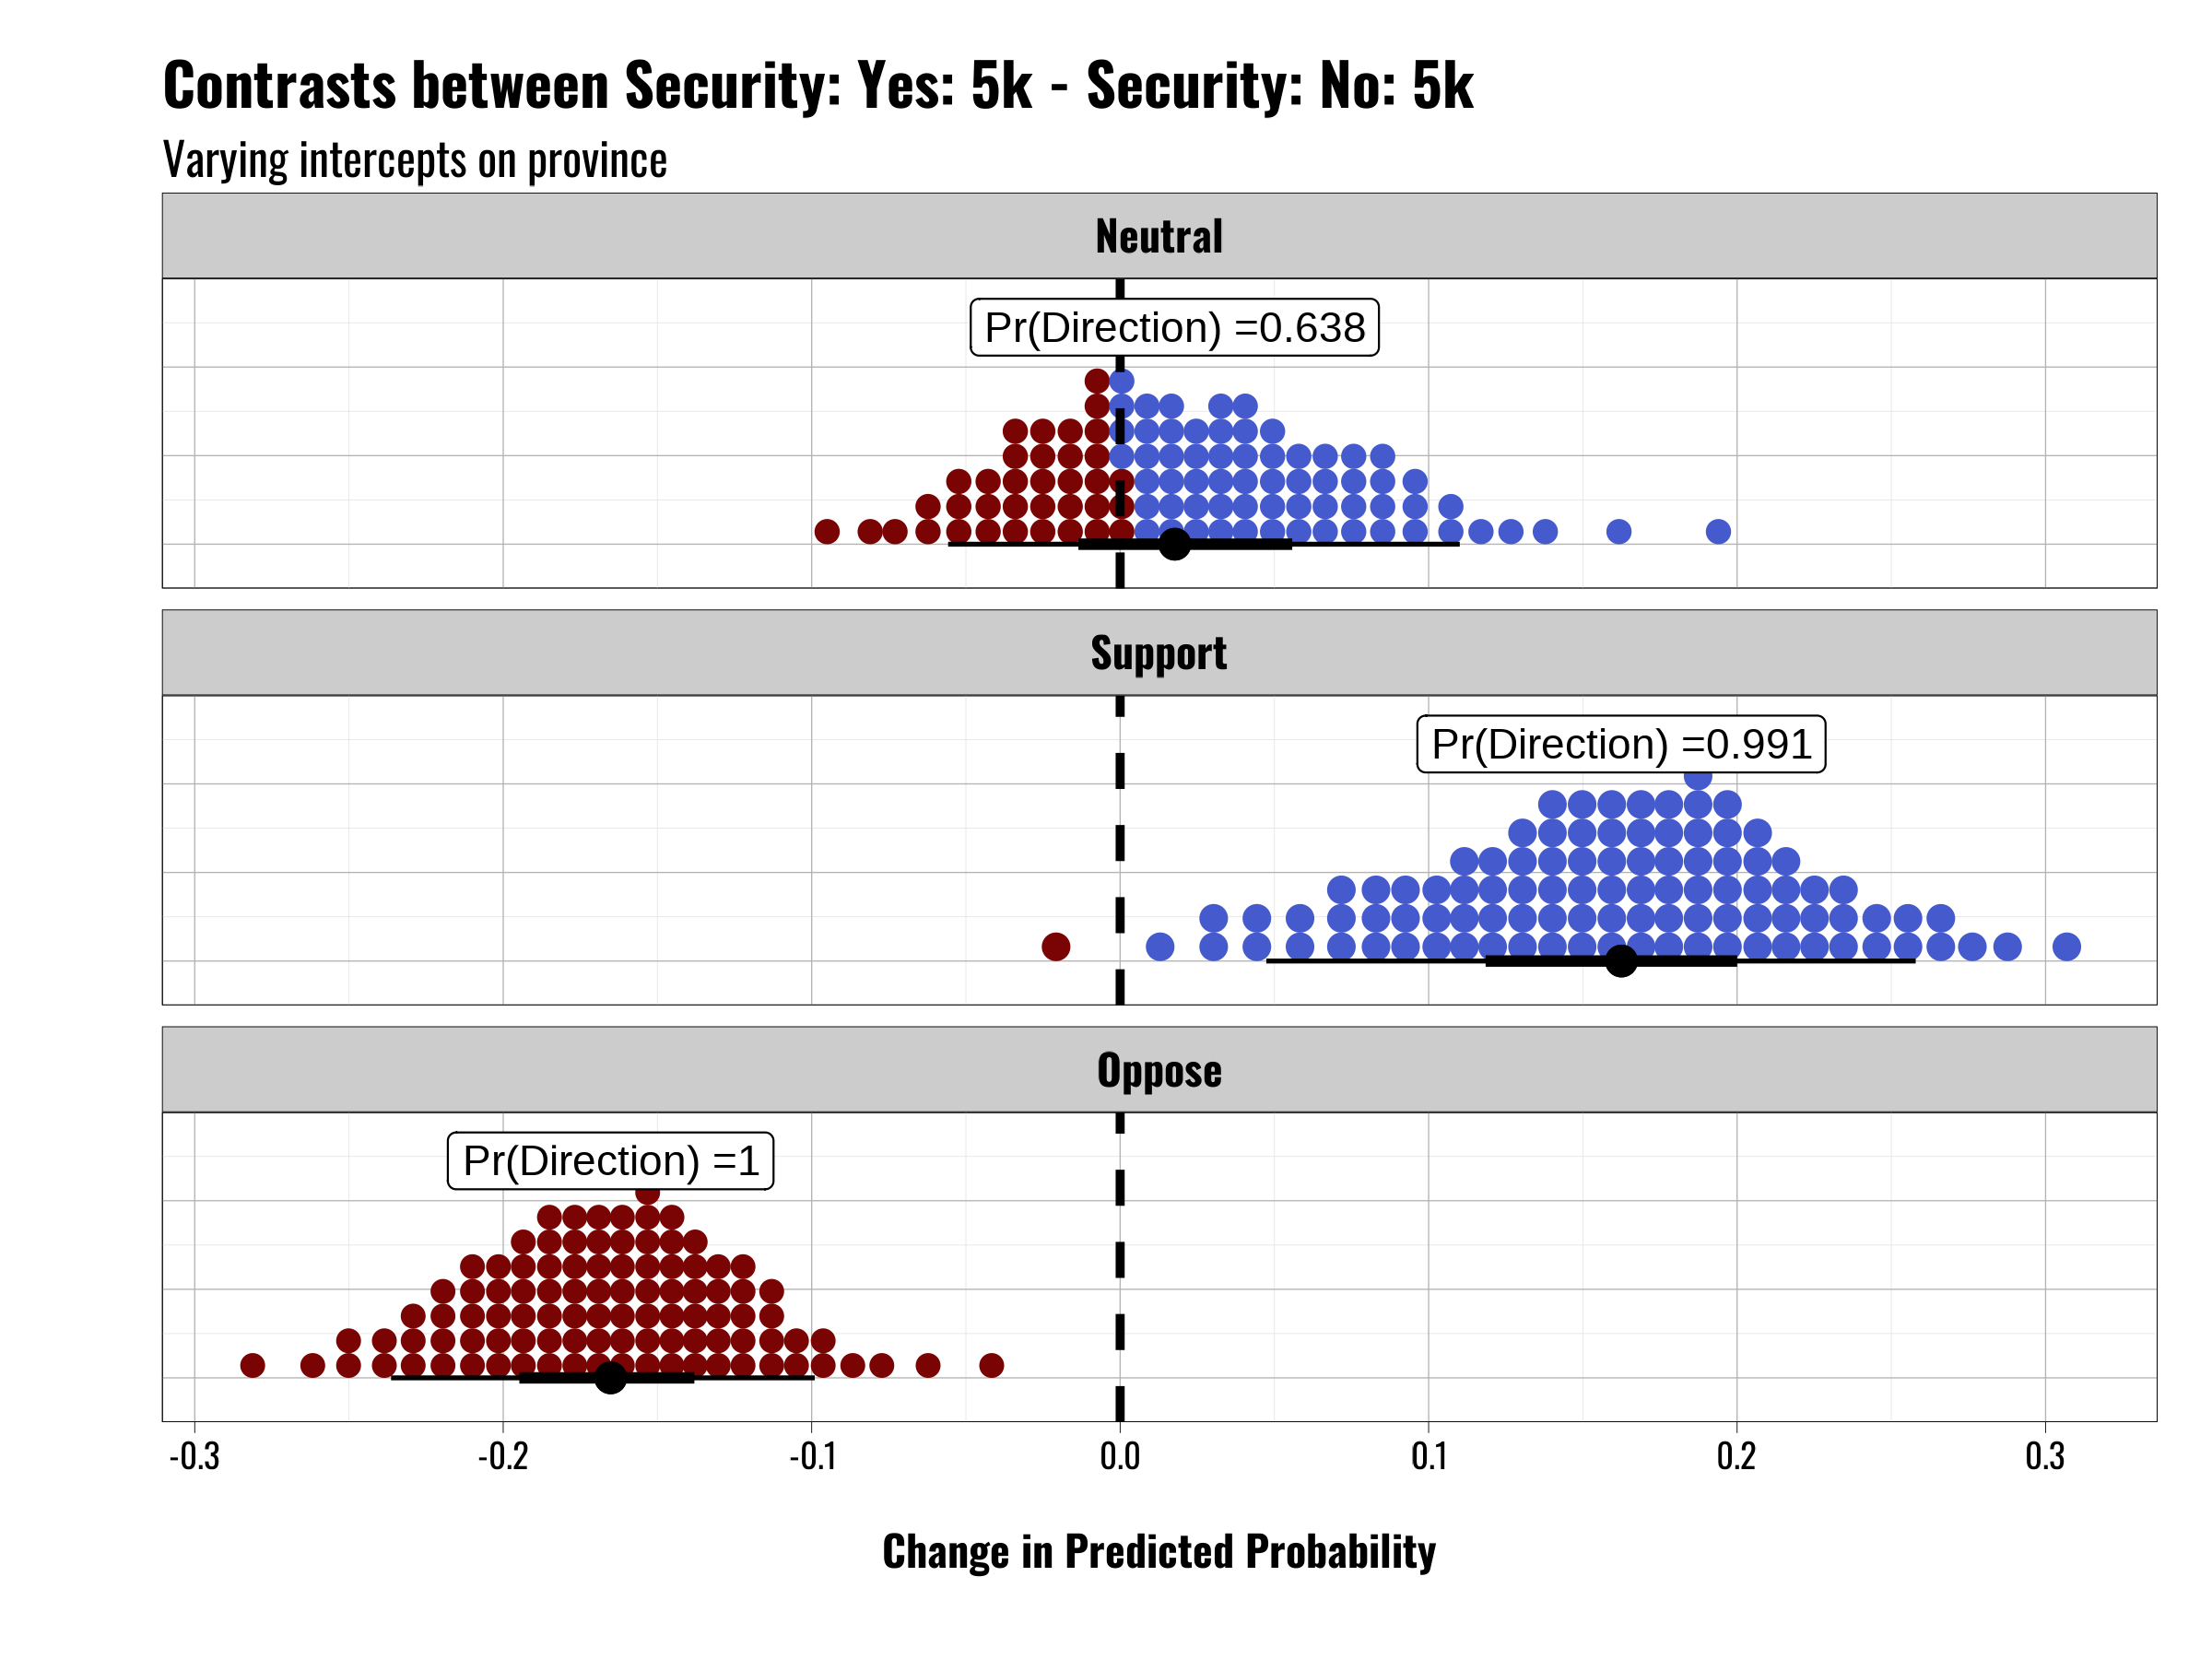 Contrasts between Security: Yes: 5k - Security: No: 5k
Varying intercepts on province
Neutral
Pr(Direction) =0.638
Support
Pr(Direction) =0.991
Oppose
Pr(Direction) =1
-0.3 -0.2 -0.1 0.0 0.1 0.2 0.3
Change in Predicted Probability